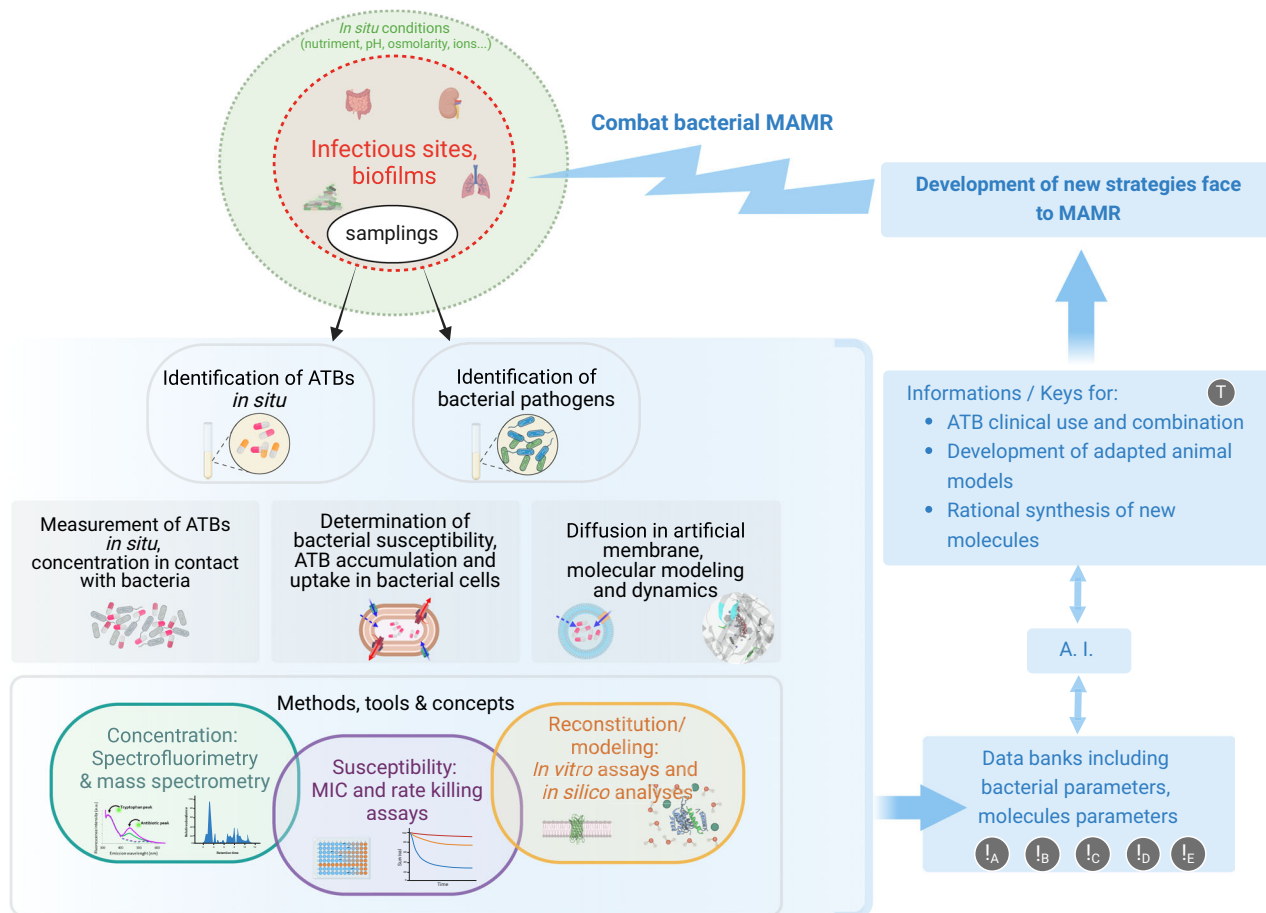 In situ conditions
(nutriment, pH, osmolarity, ions...)
Infectious sites,
biofilms
samplings
Combat bacterial MAMR
Development of new strategies face
to MAMR
Identification of ATBs
in situ
Identification of
bacterial pathogens
Informations / Keys for:
T
• ATB clinical use and combination
• Development of adapted animal
models
• Rational synthesis of new
molecules
Measurement of ATBs
in situ,
concentration in contact
with bacteria
Determination of
bacterial susceptibility,
ATB accumulation and
uptake in bacterial cells
Diffusion in artificial
membrane,
molecular modeling
and dynamics
A. I.
Methods, tools & concepts
Concentration:
Spectrofluorimetry
& mass spectrometry
Tryptophan peak
Antibiotic peak
Emission wavelenght (nm)
Susceptibility:
MIC and rate killing
assays
Survival
Time
Reconstitution/
modeling:
In vitro assays and
in silico analyses
Data banks including
bacterial parameters,
molecules parameters
!A !B !C !D !E